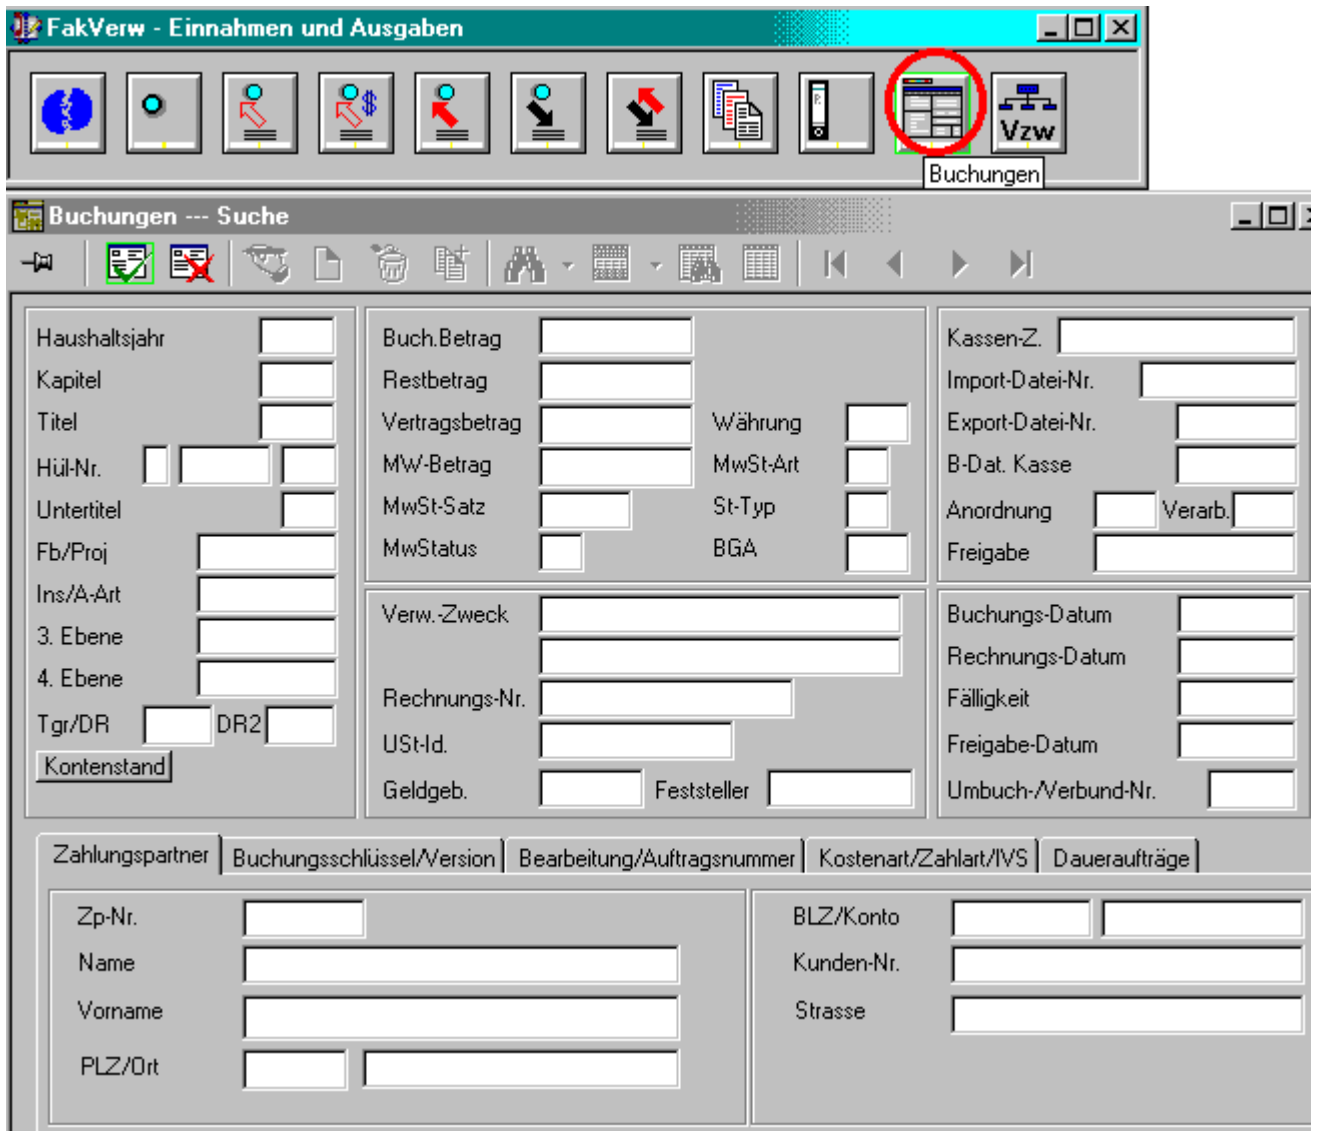 FakVerw - Einnahmen und Ausgaben
$
Vzw
Buchungen
Buchungen --- Suche
Haushaltsjahr
Kapitel
Titel
Hül-Nr.
Untertitel
Fb/Proj
Ins/A-Art
3. Ebene
4. Ebene
Tgr/DR DR2
Kontenstand
Buch.Betrag
Restbetrag
Vertragsbetrag Währung
MW-Betrag MwSt-Art
MwSt-Satz St-Typ
MwStatus BGA
Verw.-Zweck
Rechnungs-Nr.
USt-Id.
Geldgeb. Feststeller
Kassen-Z.
Import-Datei-Nr.
Export-Datei-Nr.
B-Dat. Kasse
Anordnung Verarb.
Freigabe
Buchungs-Datum
Rechnungs-Datum
Fälligkeit
Freigabe-Datum
Umbuch-/Verbund-Nr.
Zahlungspartner Buchungsschlüssel/Version Bearbeitung/Auftragsnummer Kostenart/Zahlart/IVS Daueraufträge
Zp-Nr.
Name
Vorname
PLZ/Ort
BLZ/Konto
Kunden-Nr.
Strasse